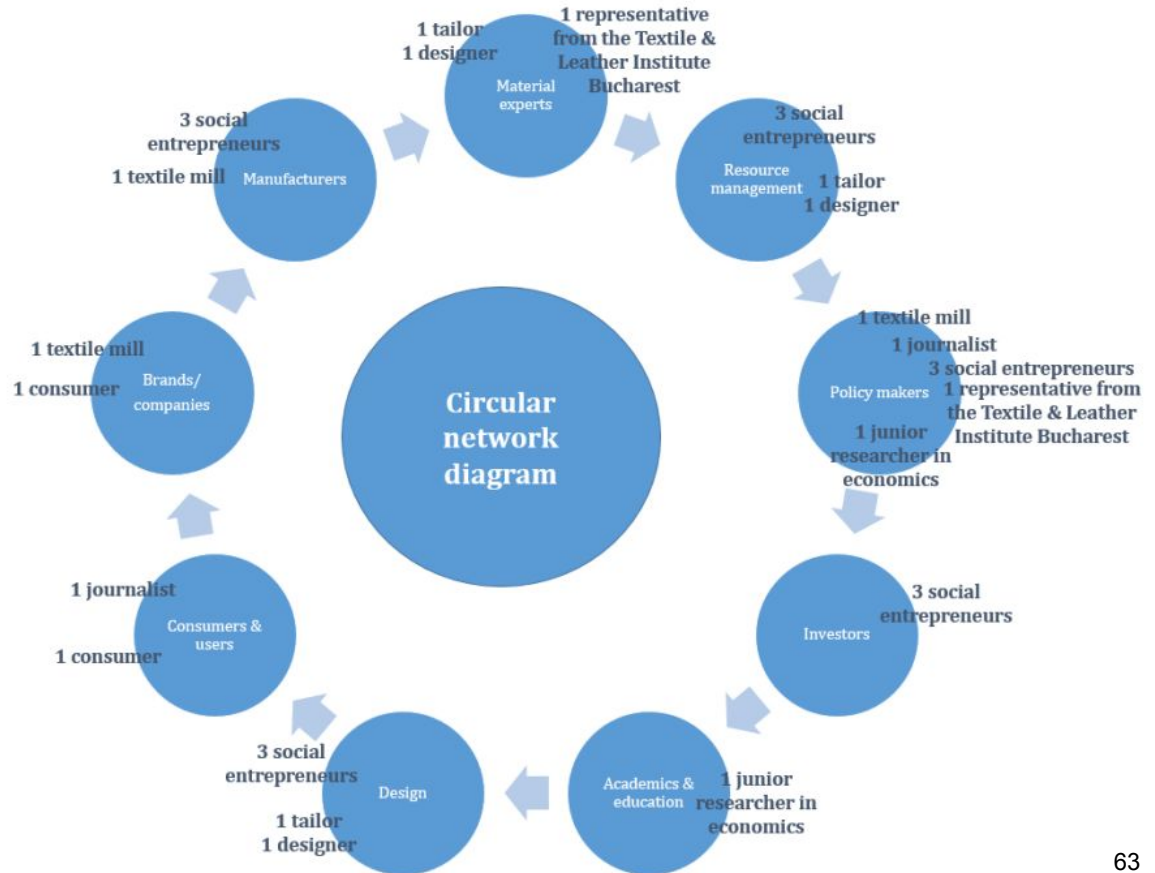 1 tailor
1 designer
1 representative
from the Textile &
Leather Institute
Bucharest
Material
experts
3 social
entrepreneurs
Resource
management
1 tailor
1 designer
1 textile mill
1 journalist
3 social entrepreneurs
1 representative from
the Textile & Leather
Institute Bucharest
Policy makers
1 junior
researcher in
economics
3 social
entrepreneurs
Investors
Academics &
education
1 junior
researcher in
economics
3 social
entrepreneurs
Design
1 tailor
1 designer
1 journalist
Consumers &
users
1 consumer
1 textile mill
Brands/
companies
1 consumer
3 social
entrepreneurs
1 textile mill
Manufacturers
Circular
network
diagram
63